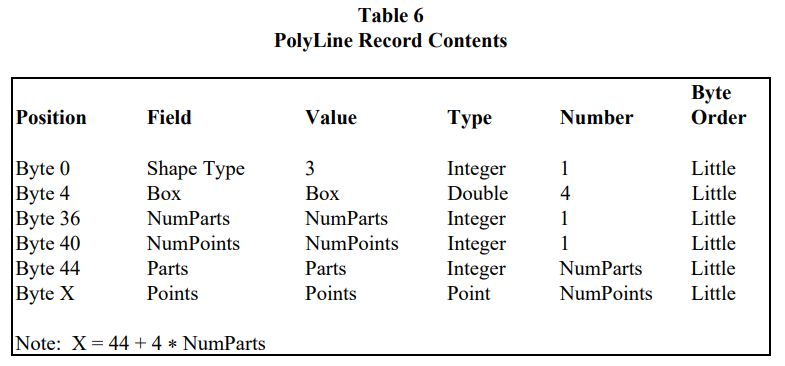 Table 6
PolyLine Record Contents
Byte
Position Field Value Type Number Order
Byte 0 Shape Type 3 Integer 1 Little
Byte 4 Box Box Double 4 Little
Byte 36 NumParts NumParts Integer 1 Little
Byte 40 NumPoints NumPoints Integer 1 Little
Byte 44 Parts Parts Integer NumParts Little
Byte X Points Points Point NumPoints Little
Note: X = 44 + 4 ∗ NumParts